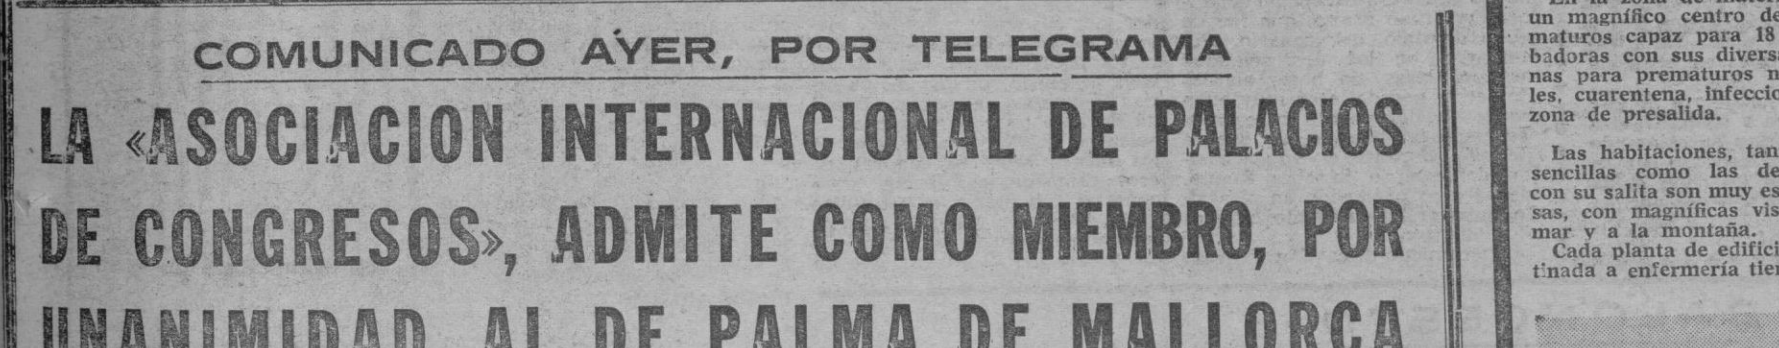 COMUNICADO AYER, POR TELEGRAMA
LA «ASOCIACION INTERNACIONAL DE PALACIOS
DE CONGRESOS», ADMITE COMO MIEMBRO, POR
UNANIMIDAD, AL DE PALMA DE MALLORCA
un magnífico centro de
maturos capaz para 18
badoras con sus divers
nas para prematuros n
les, cuarentena, infeccio
zona de presalida.
Las habitaciones, tan
sencillas como las de
con su salita son muy es
sas, con magníficas vis
mar y a la montaña.
Cada planta de edifici
tinada a enfermería tie